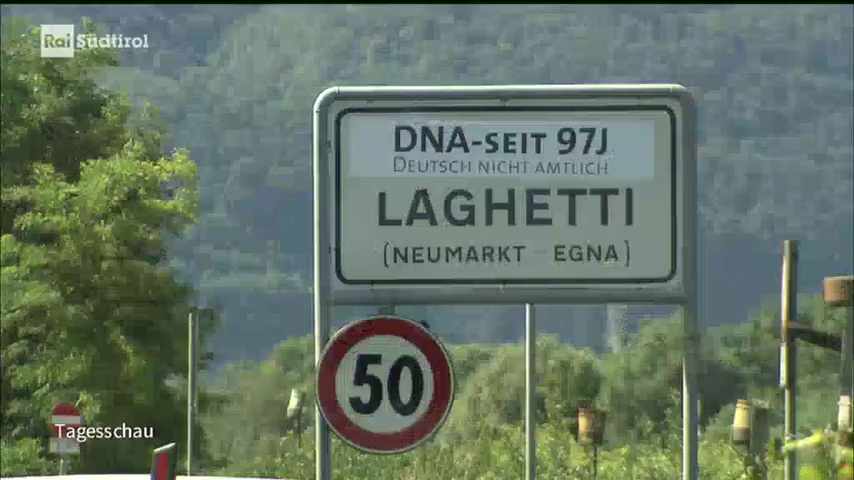 Rai Südtirol
DNA-SEIT 97J
DEUTSCH NICHT AMTLICH
LAGHETTI
(NEUMARKT - EGNA)
50
Tagesschau